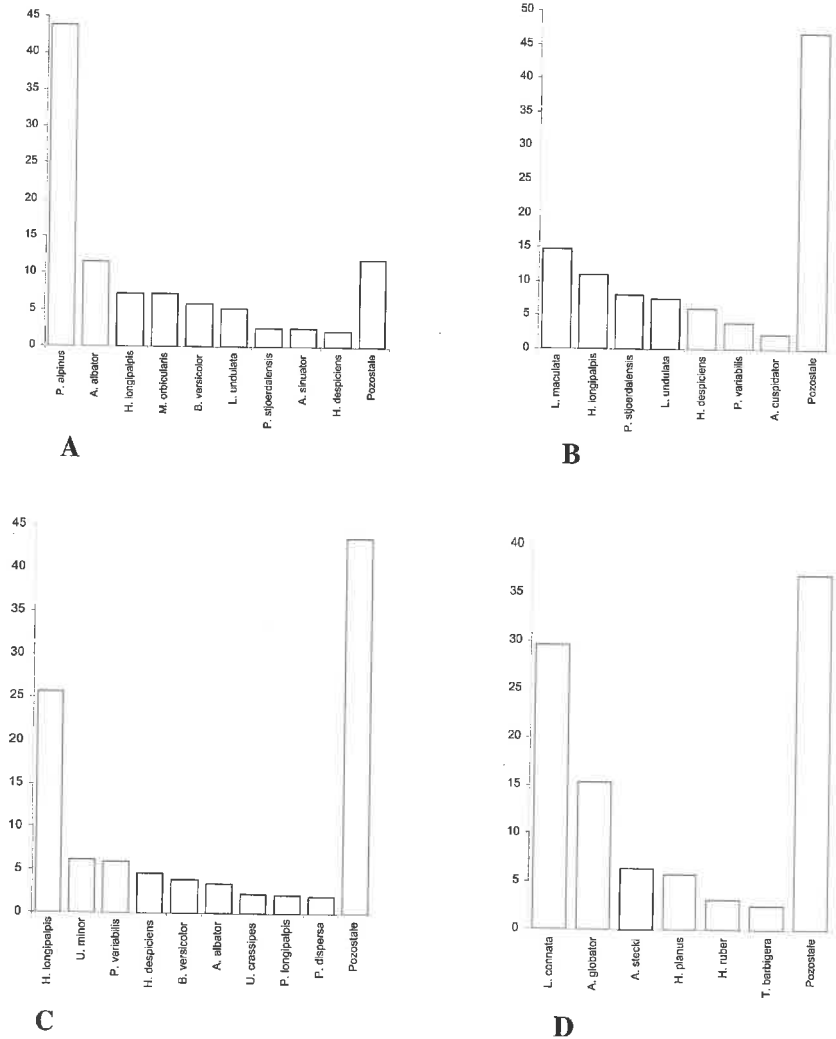 45
40
35
30
25
20
15
10
5
0
P. alpinus
A. albator
H. longipalpis
M. orbicularis
B. versicolor
L. undulata
P. stjoerdalensis
A. sinuator
H. despiciens
Pozostałe
A
50
45
40
35
30
25
20
15
10
5
0
L. maculata
H. longipalpis
P. stjoerdalensis
L. undulata
H. despiciens
P. variabilis
A. cuspidator
Pozostałe
B
45
40
35
30
25
20
15
10
5
0
H. longipalpis
U. minor
P. variabilis
H. despiciens
B. versicolor
A. albator
U. crassipes
P. longipalpis
P. dispersa
Pozostałe
C
40
35
30
25
20
15
10
5
0
L. connata
A. globator
A. stecki
H. planus
H. ruber
T. barbigera
Pozostałe
D